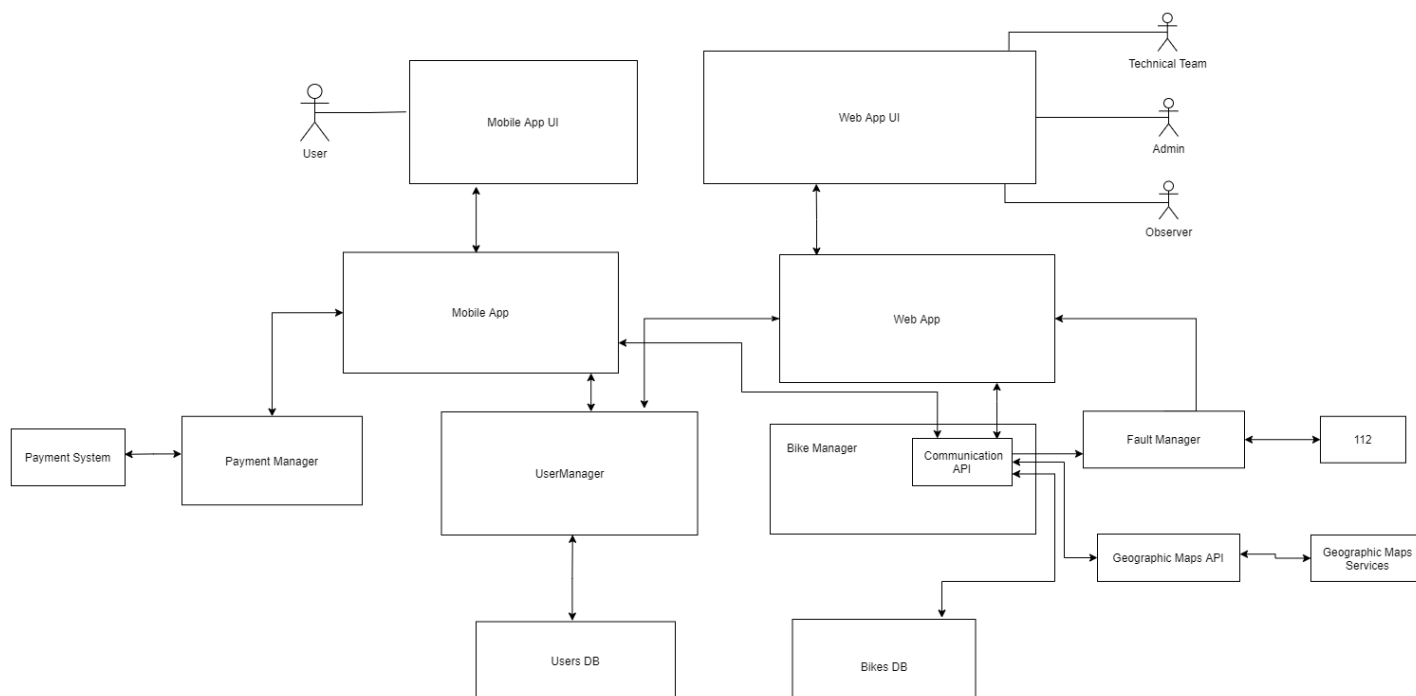 Technical Team
Mobile App UI
Web App UI
User
Admin
Observer
Mobile App
Web App
Payment System
Payment Manager
UserManager
Bike Manager
Communication
API
Fault Manager
112
Geographic Maps API
Geographic Maps
Services
Users DB
Bikes DB